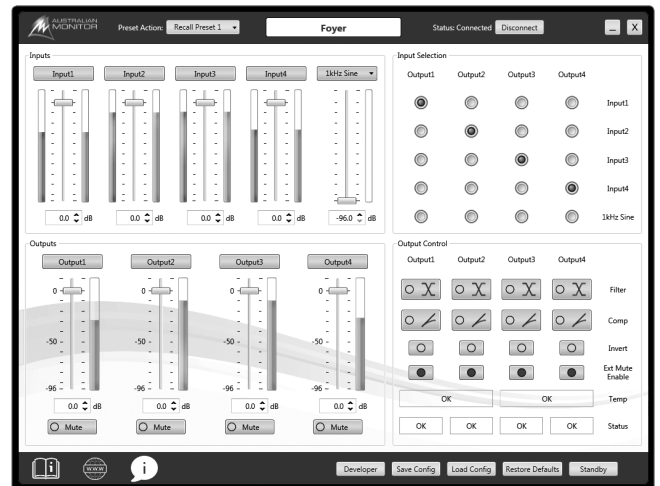 AUSTRALIAN
MONITOR
Preset Action: Recall Preset 1
Foyer
Status: Connected Disconnect
X
Inputs
Input1 Input2 Input3 Input4 1kHz Sine
0.0 dB 0.0 dB 0.0 dB 0.0 dB -96.0 dB
Input Selection
Output1 Output2 Output3 Output4
Input1
Input2
Input3
Input4
1kHz Sine
Outputs
Output1 Output2 Output3 Output4
0 0 0 0
-50 -50 -50 -50
-96 -96 -96 -96
0.0 dB 0.0 dB 0.0 dB 0.0 dB
Mute Mute Mute Mute
Output Control
Output1 Output2 Output3 Output4
Filter
Comp
Invert
Ext Mute
Enable
OK OK Temp
OK OK OK OK Status
i www i
Developer Save Config Load Config Restore Defaults Standby